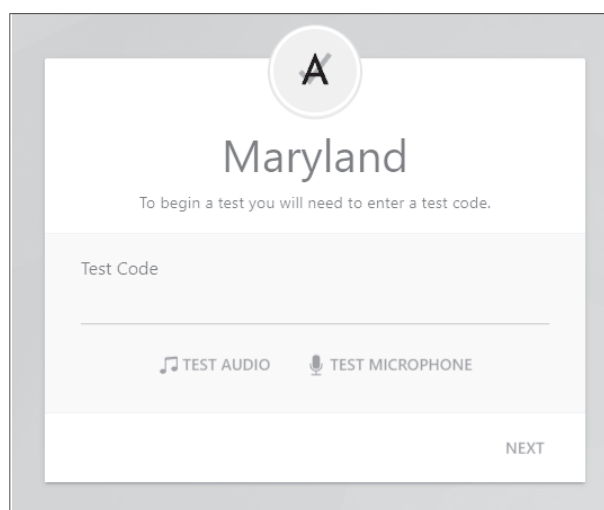 A
Maryland
To begin a test you will need to enter a test code.
Test Code
TEST AUDIO TEST MICROPHONE
NEXT